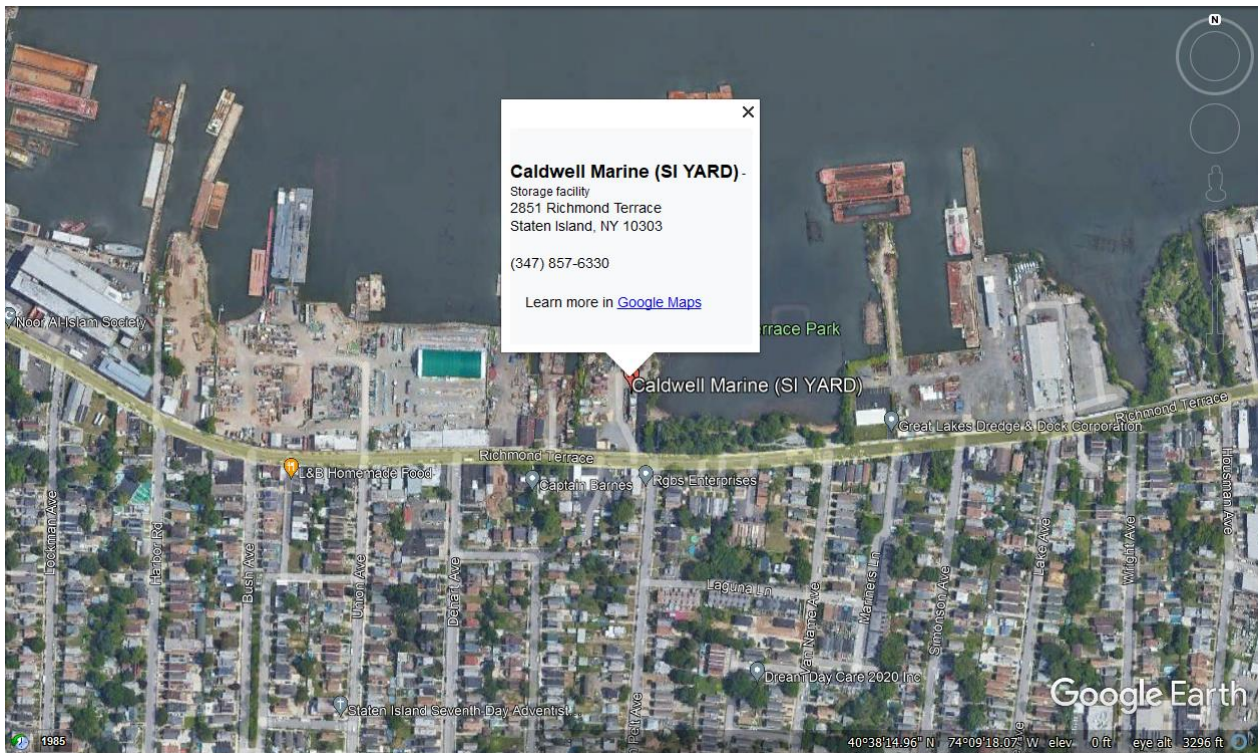 N
Caldwell Marine (SI YARD) -
Storage facility
2851 Richmond Terrace
Staten Island, NY 10303
(347) 857-6330
Learn more in Google Maps
Noor Al-Islam Society
errace Park
Caldwell Marine (SI YARD)
Richmond Terrace
Great Lakes Dredge & Dock Corporation
Richmond Terrace
L&B Homemade Food
Captain Barnes
Rgbs Enterprises
Lockman Ave
Harbor Rd
Bush Ave
Union Ave
Dehart Ave
Laguna Ln
Van Name Ave
Mariners Ln
Simonson Ave
Lake Ave
Wright Ave
Housman Ave
Dream Day Care 2020 Inc
Staten Island Seventh-Day Adventist...
Pelt Ave
Ave
Google Earth
1985
40°38'14.96" N 74°09'18.07" W elev 0 ft eye alt 3296 ft